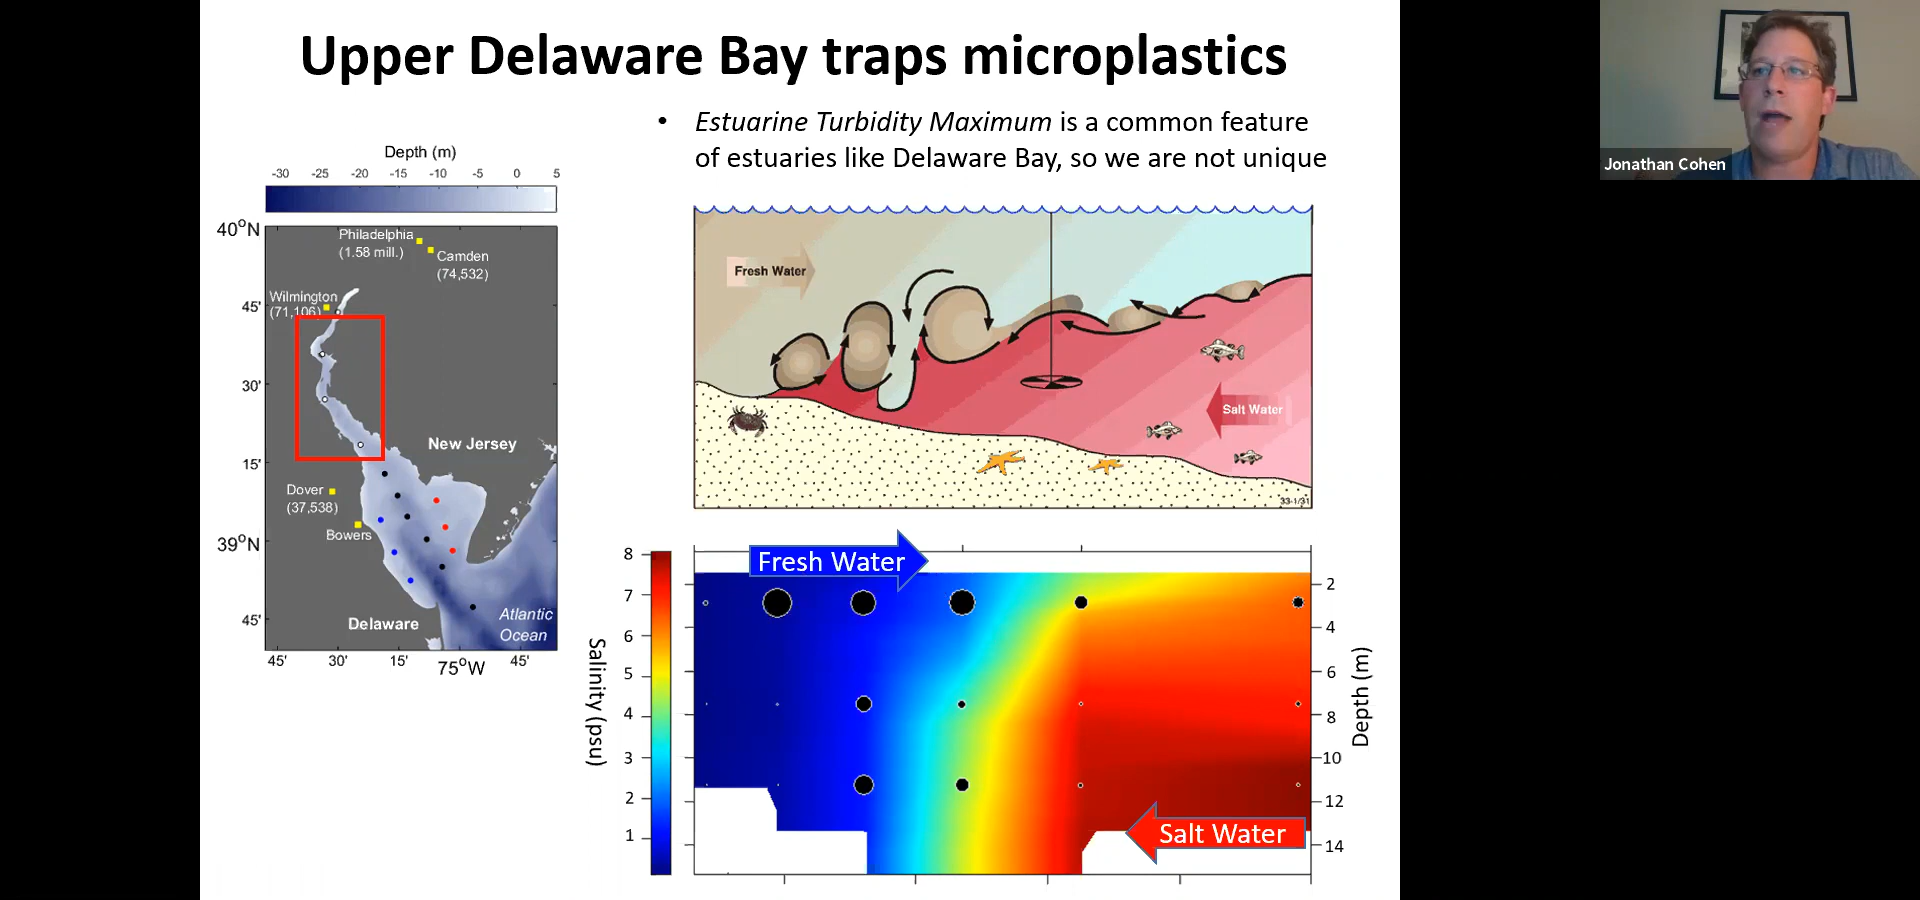 Upper Delaware Bay traps microplastics
• Estuarine Turbidity Maximum is a common feature
of estuaries like Delaware Bay, so we are not unique
Jonathan Cohen
Depth (m)
-30 -25 -20 -15 -10 -5 0 5
40°N
45'
30'
15'
39°N
45'
Philadelphia
(1.58 mill.)
Camden
(74,532)
Wilmington
(71,106)
New Jersey
Dover
(37,538)
Bowers
Delaware
Atlantic
Ocean
45' 30' 15' 75°W 45'
Fresh Water
Salt Water
33-1/31
Fresh Water
Salt Water
Salinity (psu)
8
7
6
5
4
3
2
1
Depth (m)
2
4
6
8
10
12
14